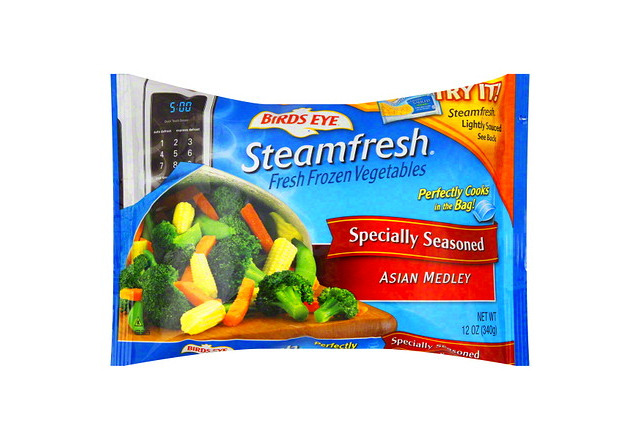 5:00
1 2 3
4 5 6
7 8
TRY IT!
Steamfresh
Lightly Sauced
See Back
BIRDS EYE
Steamfresh®
Fresh Frozen Vegetables
Perfectly Cooks
in the Bag!
Specially Seasoned
ASIAN MEDLEY
NET WT
12 OZ (340g)
BIRDS EYE
Perfectly
Specially Seasoned